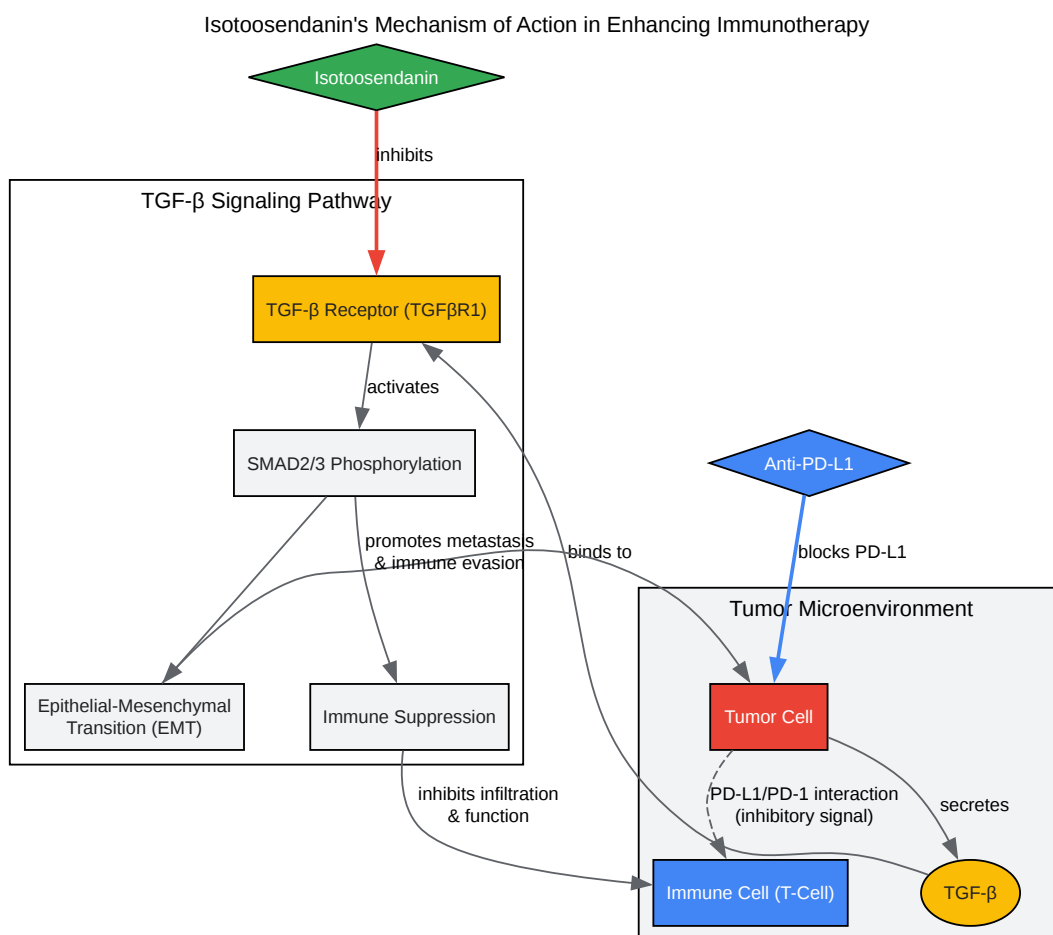 Isotoosendanin's Mechanism of Action in Enhancing Immunotherapy
Isotoosendanin
inhibits
TGF-β Signaling Pathway
TGF-β Receptor (TGFβR1)
activates
SMAD2/3 Phosphorylation
Anti-PD-L1
promotes metastasis
& immune evasion
binds to
blocks PD-L1
Tumor Microenvironment
Epithelial-Mesenchymal
Transition (EMT)
Immune Suppression
Tumor Cell
inhibits infiltration
& function
PD-L1/PD-1 interaction
(inhibitory signal)
secretes
Immune Cell (T-Cell)
TGF-β